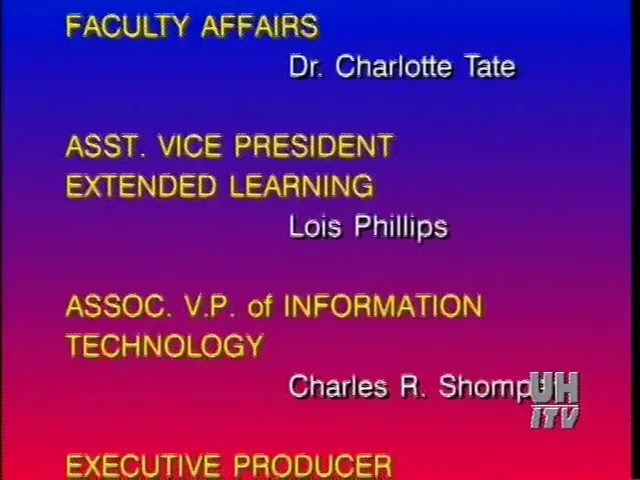 FACULTY AFFAIRS
Dr. Charlotte Tate
ASST. VICE PRESIDENT
EXTENDED LEARNING
Lois Phillips
ASSOC. V.P. of INFORMATION
TECHNOLOGY
Charles R.
UH
ITV
EXECUTIVE PRODUCER